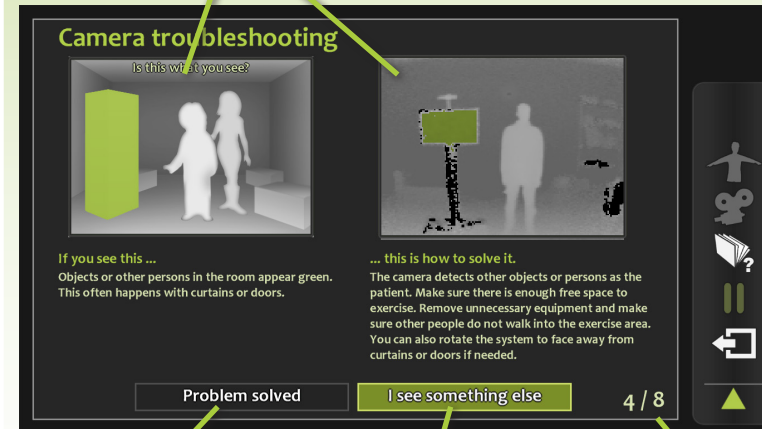 Camera troubleshooting
Is this what you see?
If you see this ...
Objects or other persons in the room appear green.
This often happens with curtains or doors.
... this is how to solve it.
The camera detects other objects or persons as the
patient. Make sure there is enough free space to
exercise. Remove unnecessary equipment and make
sure other people do not walk into the exercise area.
You can also rotate the system to face away from
curtains or doors if needed.
Problem solved
I see something else
4 / 8
?